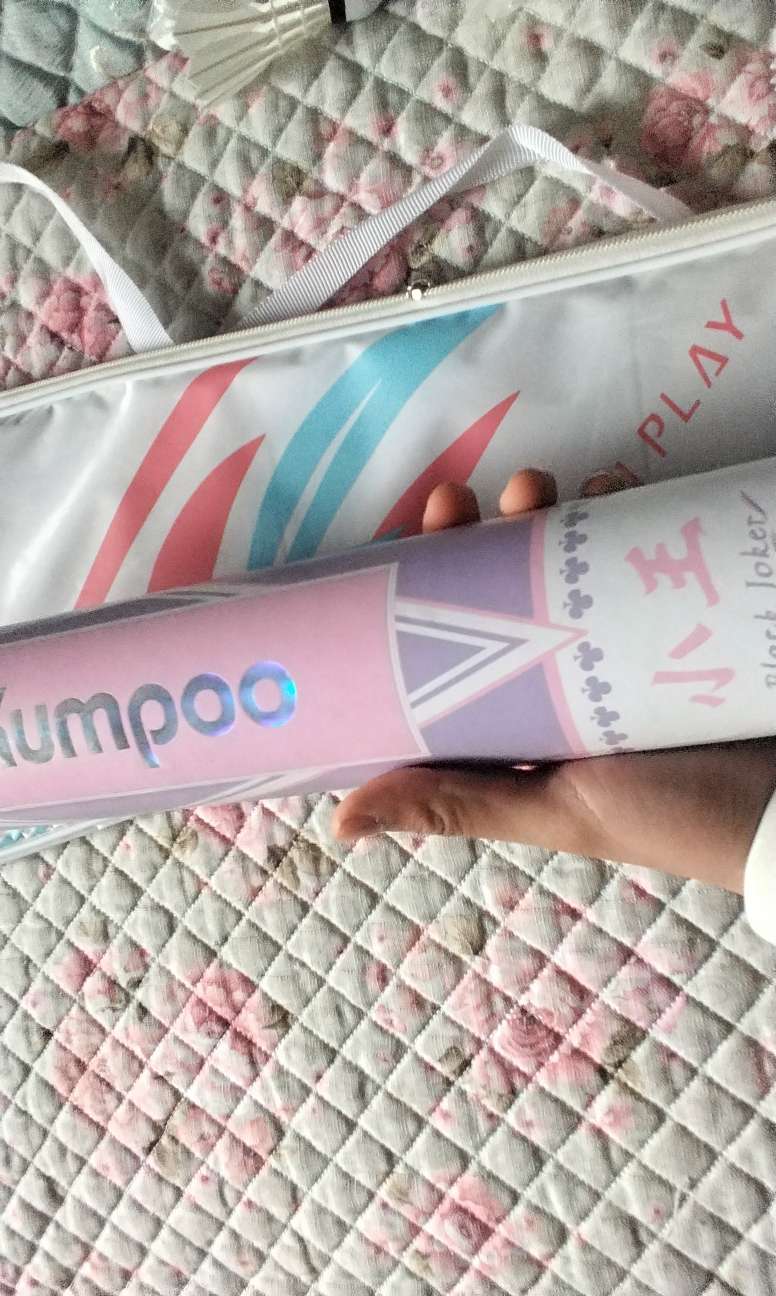 PLAY
Kumpoo
小王
Black Joker